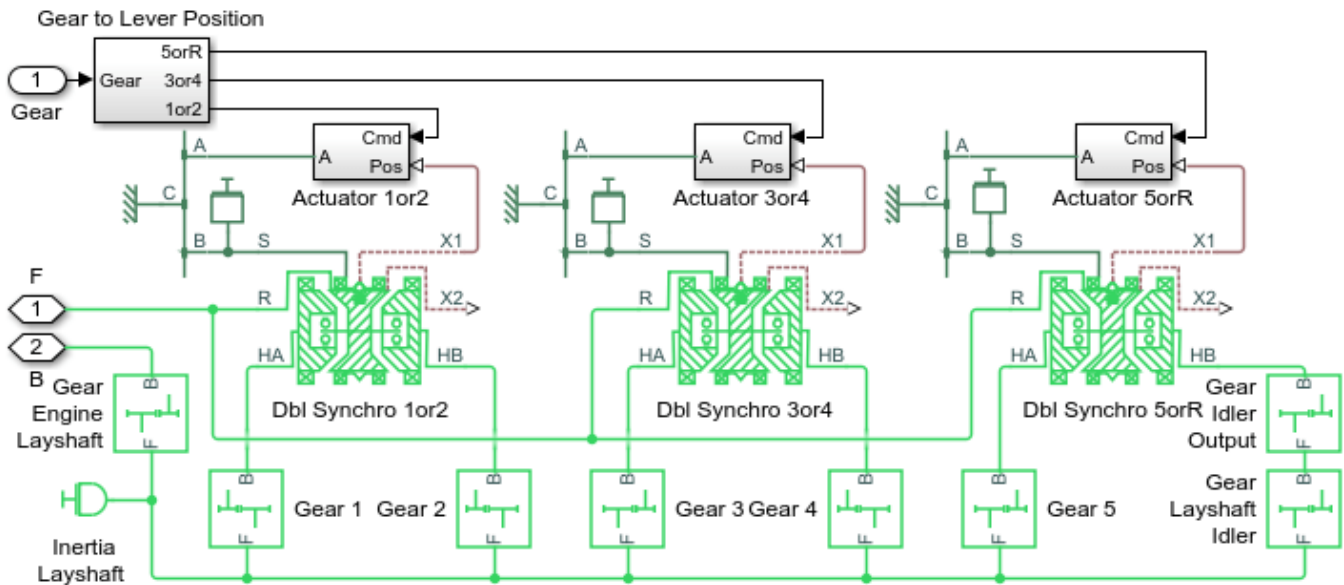 Gear to Lever Position
5orR
1 Gear 3or4
Gear 1or2
Cmd Cmd Cmd
A A Pos A A Pos A A Pos
Actuator 1or2 Actuator 3or4 Actuator 5orR
C C C
B S X1 B S X1 B S X1
F
1 R X2 R X2 R X2
2 HA HB HA HB HA HB
B
Gear
Engine
Layshaft
B
F
Dbl Synchro 1or2 Dbl Synchro 3or4 Dbl Synchro 5orR
Gear
Idler
Output
B
F
B B B B B B
Gear 1 Gear 2 Gear 3 Gear 4 Gear 5
Gear
Layshaft
Idler
F F F F F F
Inertia
Layshaft